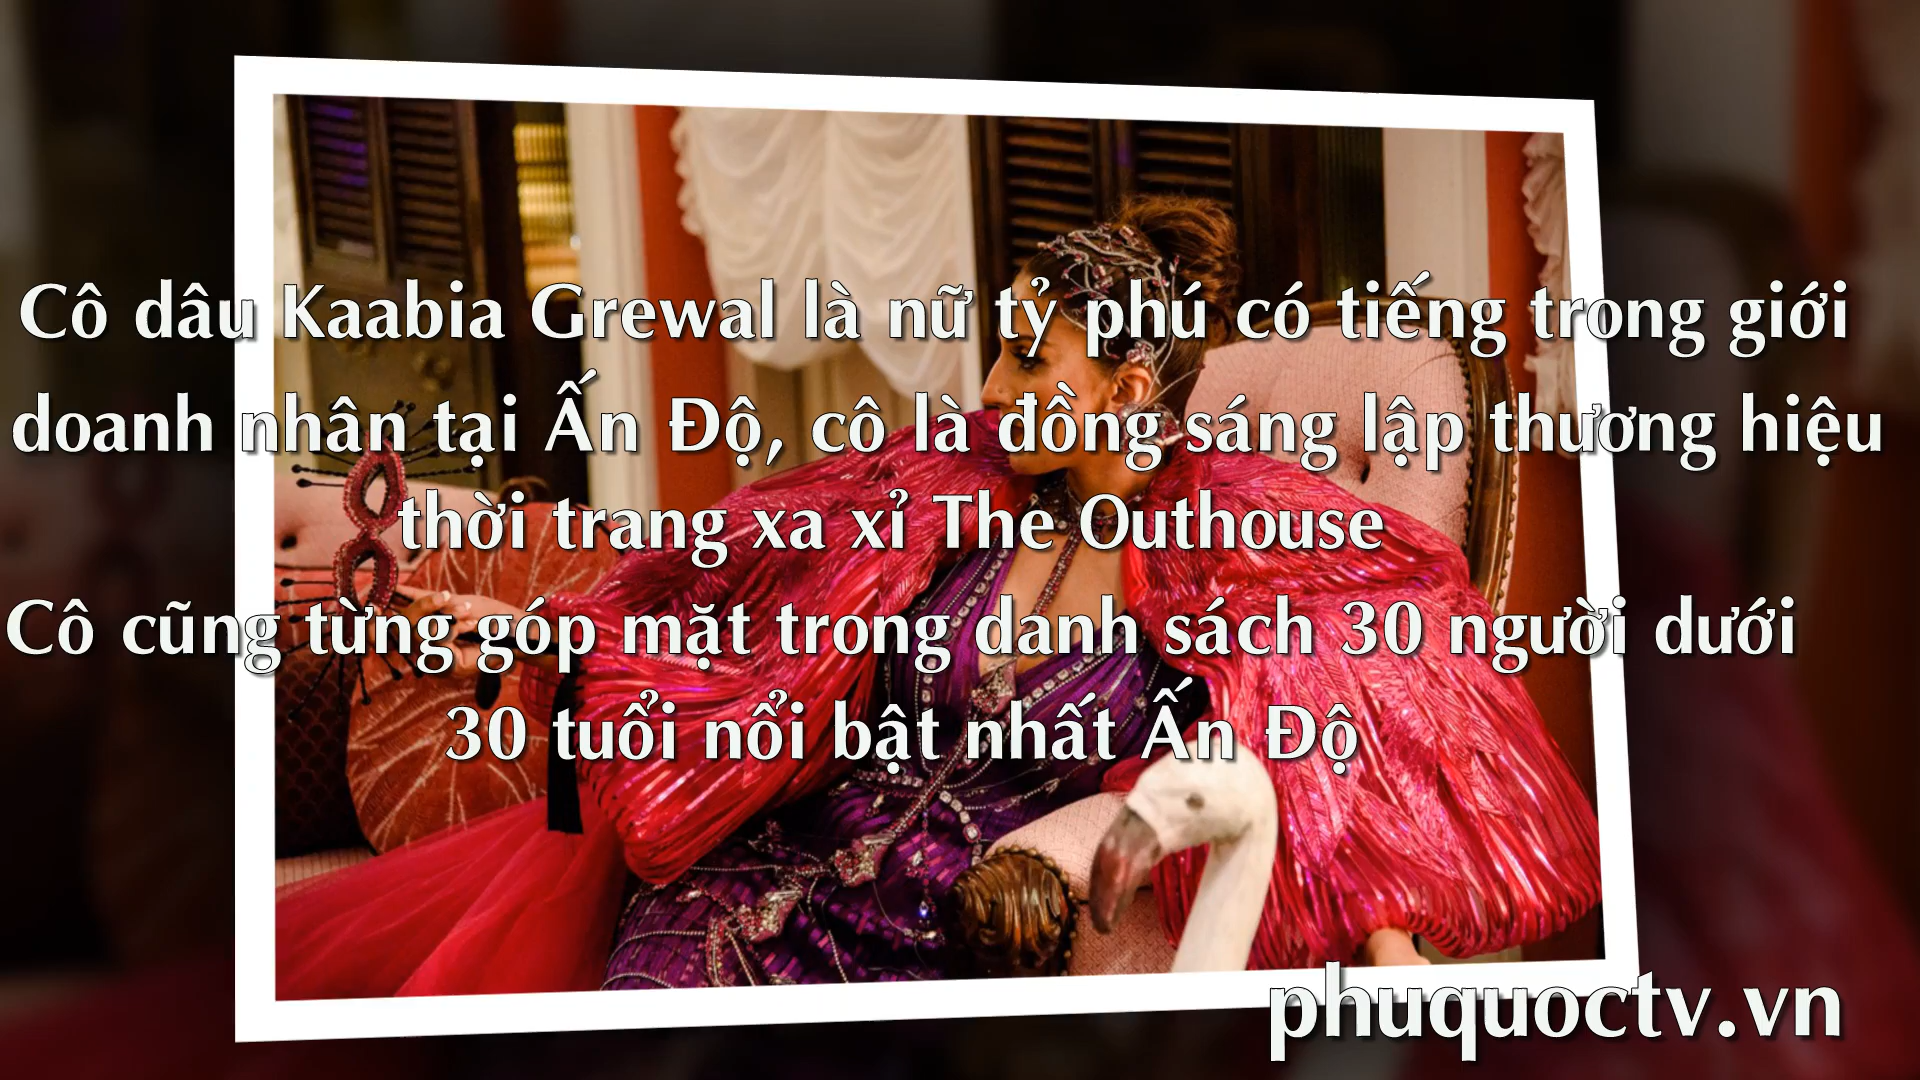 Cô dâu Kaabia Grewal là nữ tỷ phú có tiếng trong giới
doanh nhân tại Ấn Độ, cô là đồng sáng lập thương hiệu
thời trang xa xỉ The Outhouse
Cô cũng từng góp mặt trong danh sách 30 người dưới
30 tuổi nổi bật nhất Ấn Độ
phuquoctv.vn